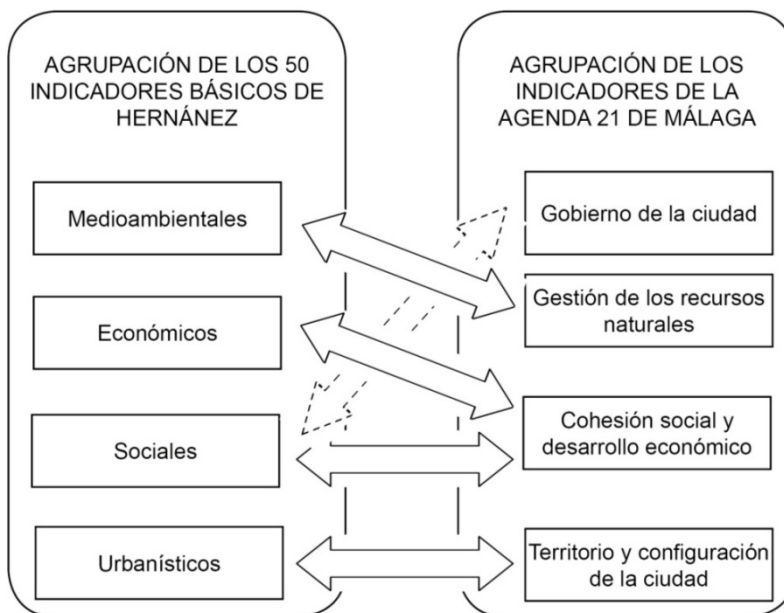 AGRUPACIÓN DE LOS 50
INDICADORES BÁSICOS DE
HERNÁNEZ
Medioambientales
Económicos
Sociales
Urbanísticos
AGRUPACIÓN DE LOS
INDICADORES DE LA
AGENDA 21 DE MÁLAGA
Gobierno de la ciudad
Gestión de los recursos
naturales
Cohesión social y
desarrollo económico
Territorio y configuración
de la ciudad